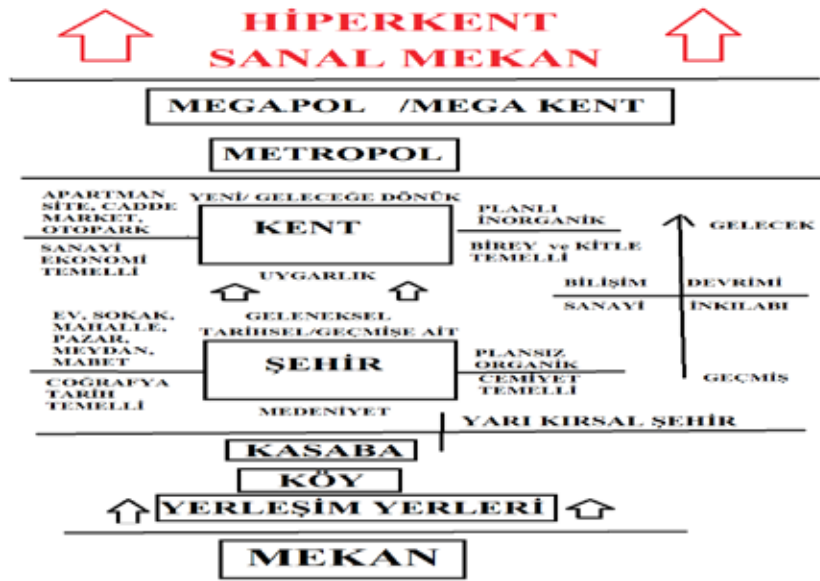 HİPERKENT
SANAL MEKAN
MEGAPOL /MEGA KENT
METROPOL
APARTMAN
SİTE, CADDE
MARKET,
OTOPARK
SANAYİ
EKONOMİ
TEMELLİ
YENİ/ GELECEĞE DÖNÜK
KENT
UYGARLIK
PLANLI
İNORGANİK
BİREY ve KİTLE
TEMELLİ
GELECEK
BİLİŞİM DEVRİMİ
SANAYİ İNKILABI
GEÇMİŞ
EV, SOKAK,
MAHALLE,
PAZAR,
MEYDAN,
MABET
COĞRAFYA
TARİH
TEMELLİ
GELENEKSEL
TARİHSEL/GEÇMİŞE AİT
ŞEHİR
MEDENİYET
PLANSIZ
ORGANİK
CEMİYET
TEMELLİ
YARI KIRSAL ŞEHİR
KASABA
KÖY
YERLEŞİM YERLERİ
MEKAN